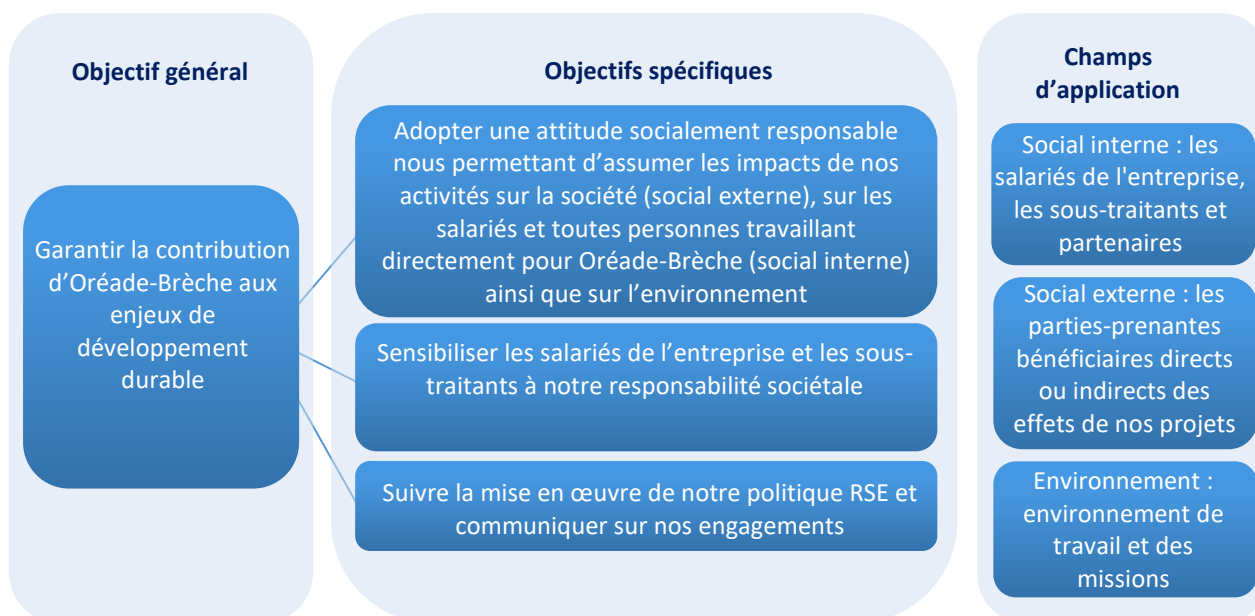 Objectif général
Garantir la contribution
d’Oréade-Brèche aux
enjeux de
développement
durable
Objectifs spécifiques
Adopter une attitude socialement responsable
nous permettant d’assumer les impacts de nos
activités sur la société (social externe), sur les
salariés et toutes personnes travaillant
directement pour Oréade-Brèche (social interne)
ainsi que sur l’environnement
Sensibiliser les salariés de l’entreprise et les sous-
traitants à notre responsabilité sociétale
Suivre la mise en œuvre de notre politique RSE et
communiquer sur nos engagements
Champs
d’application
Social interne : les
salariés de l'entreprise,
les sous-traitants et
partenaires
Social externe : les
parties-prenantes
bénéficiaires directs
ou indirects des
effets de nos projets
Environnement :
environnement de
travail et des
missions